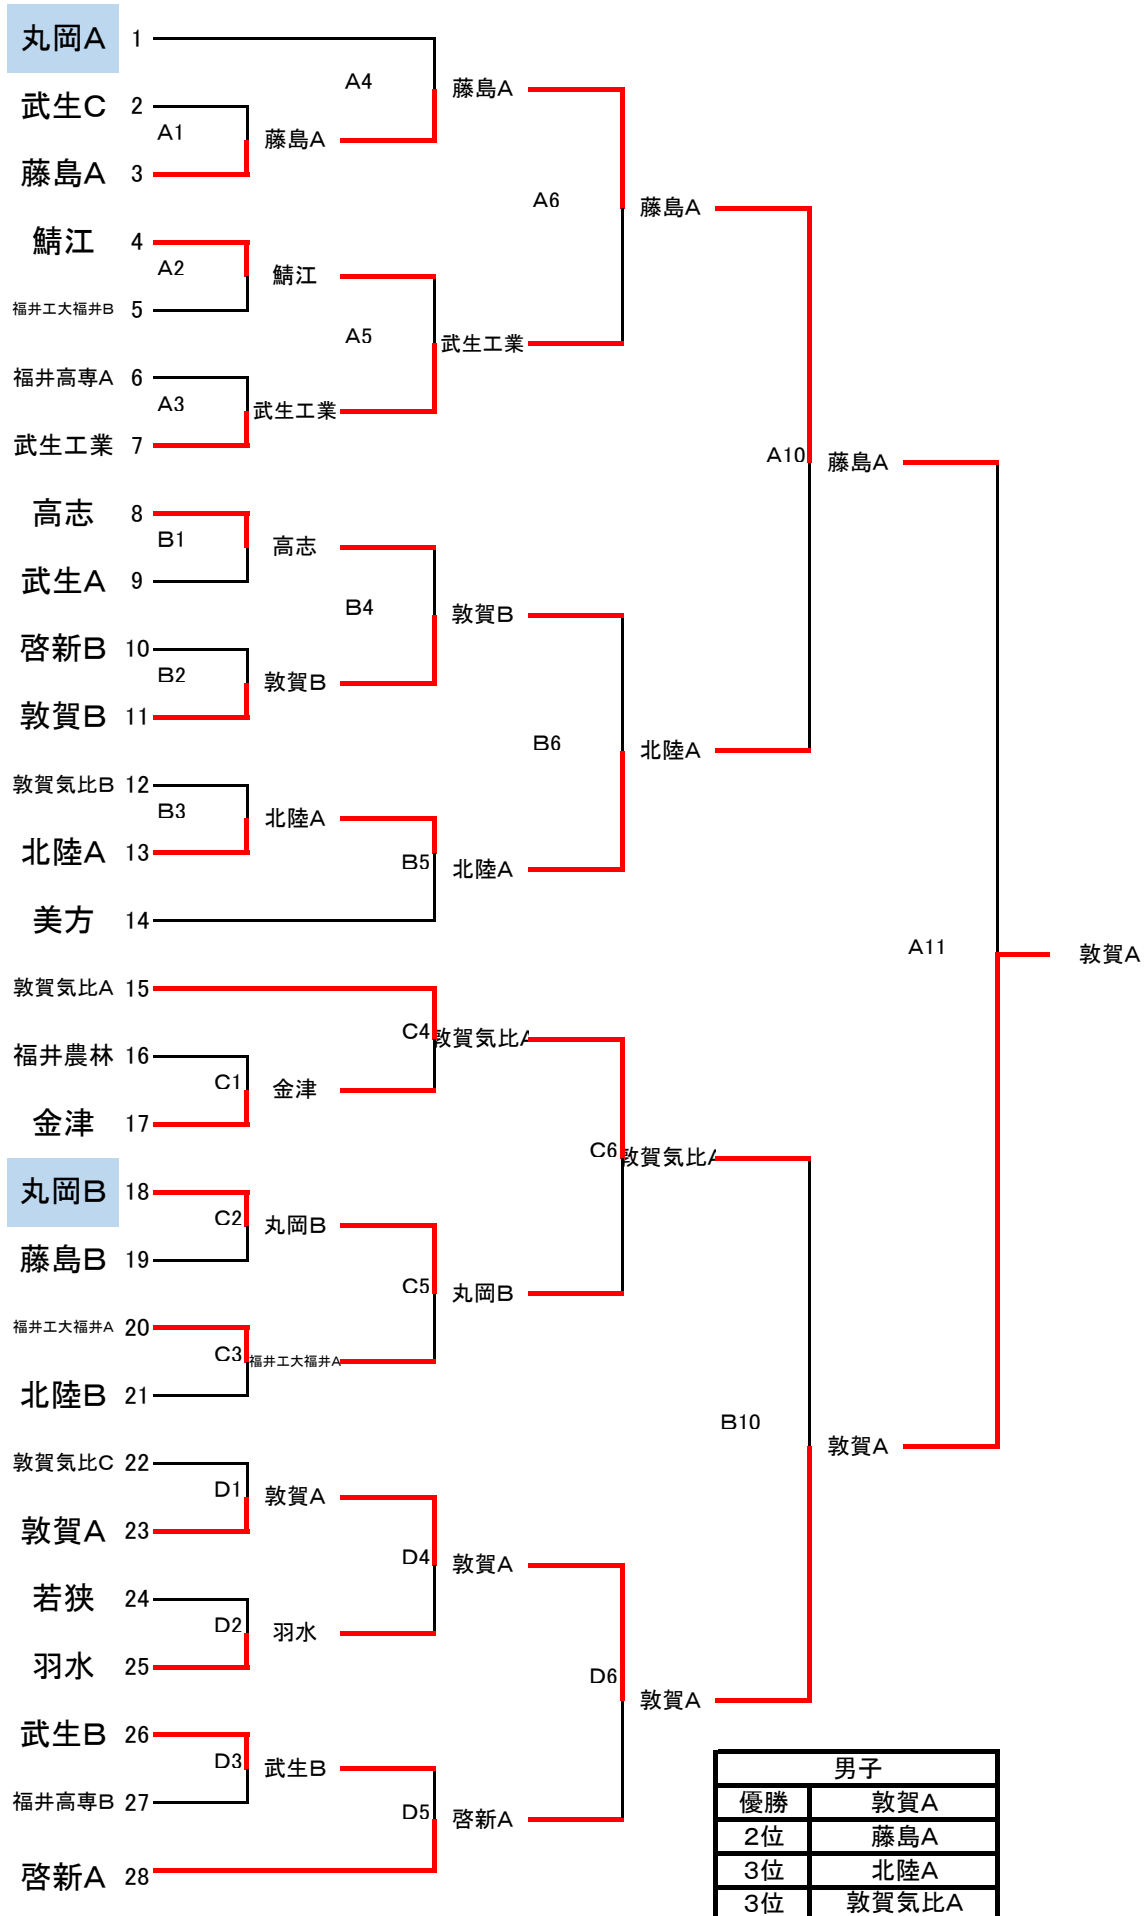 丸岡A 1
A4
藤島A
武生C 2
A1
藤島A
藤島A 3
A6
藤島A
鯖江 4
A2
鯖江
福井工大福井B 5
A5
武生工業
福井高専A 6
A3
武生工業
武生工業 7
A10
藤島A
高志 8
B1
高志
武生A 9
B4
敦賀B
啓新B 10
B2
敦賀B
敦賀B 11
B6
北陸A
敦賀気比B 12
B3
北陸A
北陸A 13
B5
北陸A
美方 14
A11
敦賀A
敦賀気比A 15
C4
敦賀気比A
福井農林 16
C1
金津
金津 17
C6
敦賀気比A
丸岡B 18
C2
丸岡B
藤島B 19
C5
丸岡B
福井工大福井A 20
C3
福井工大福井A
北陸B 21
B10
敦賀A
敦賀気比C 22
D1
敦賀A
敦賀A 23
D4
敦賀A
若狭 24
D2
羽水
羽水 25
D6
敦賀A
武生B 26
D3
武生B
福井高専B 27
D5
啓新A
啓新A 28
男子
優勝 敦賀A
2位 藤島A
3位 北陸A
3位 敦賀気比A